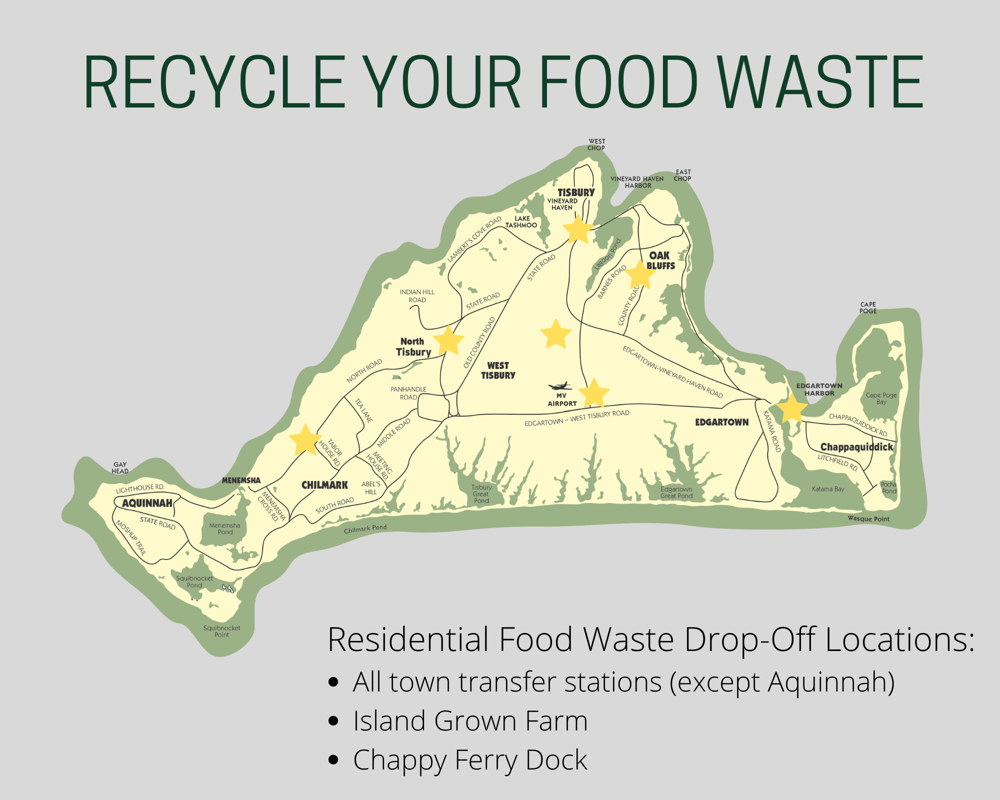 RECYCLE YOUR FOOD WASTE
WEST
CHOP
EAST
CHOP
VINEYARD HAVEN
HARBOR
TISBURY
VINEYARD
HAVEN
LAKE
TASHMOO
LAMBERT'S COVE ROAD
Lagoon Pond
OAK
BLUFFS
STATE ROAD
BARNES ROAD
COUNTY ROAD
INDIAN HILL
ROAD
STATE ROAD
CAPE
POGE
OLD COUNTY ROAD
North
Tisbury
NORTH ROAD
WEST
TISBURY
EDGARTOWN-VINEYARD HAVEN ROAD
PANHANDLE
ROAD
MV
AIRPORT
EDGARTOWN
HARBOR
Cape Poge
Bay
TEA LANE
EDGARTOWN – WEST TISBURY ROAD
EDGARTOWN
KATAMA ROAD
CHAPPAQUIDDICK RD.
MIDDLE ROAD
TABOR
HOUSE RD.
Chappaquiddick
LITCHFIELD RD.
MEETING
HOUSE RD.
GAY
HEAD
MENEMSHA
CHILMARK
ABEL'S
HILL
LIGHTHOUSE RD.
AQUINNAH
MENEMSHA
CROSS RD.
SOUTH ROAD
Tisbury
Great
Pond
Edgartown
Great Pond
Katama Bay
Pocha
Pond
STATE ROAD
MOSHUP TRAIL
Menemsha
Pond
Chilmark Pond
Wasque Point
Squibnocket
Pond
Squibnocket
Point
Residential Food Waste Drop-Off Locations:
• All town transfer stations (except Aquinnah)
• Island Grown Farm
• Chappy Ferry Dock